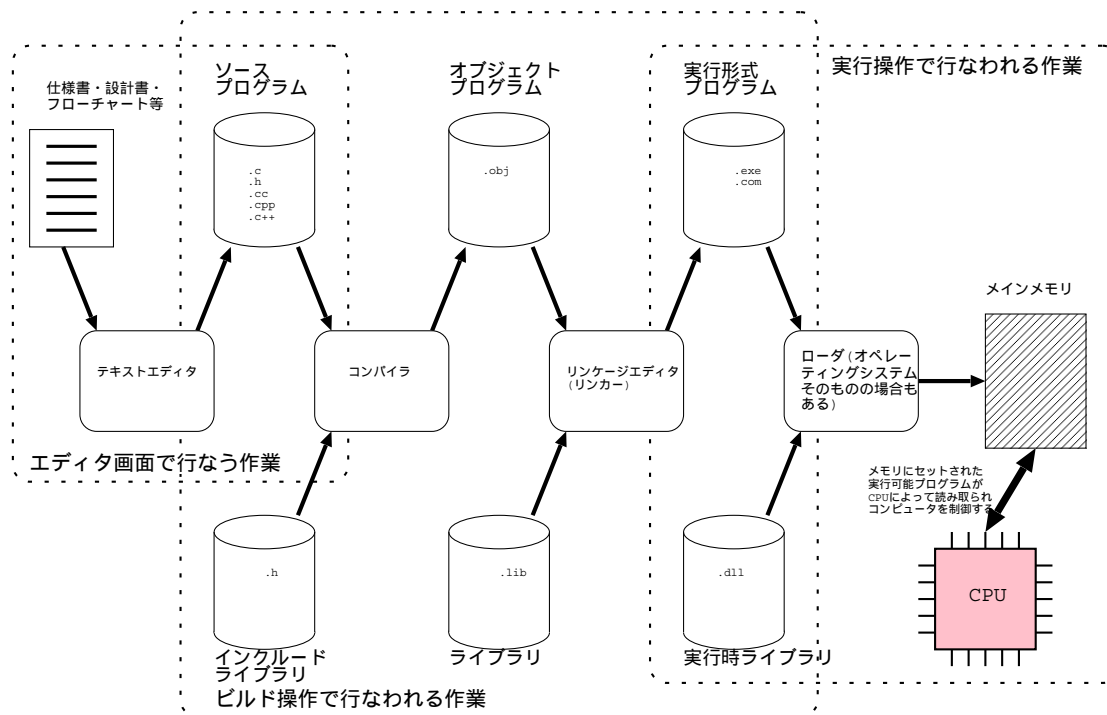 仕様書・設計書・
フローチャート等
ソース
プログラム
オブジェクト
プログラム
実行形式
プログラム
実行操作で行なわれる作業
.c
.h
.cc
.cpp
.c++
.obj
.exe
.com
メインメモリ
テキストエディタ
コンパイラ
リンケージエディタ
(リンカー)
ローダ(オペレー
ティングシステム
そのものの場合も
ある)
エディタ画面で行なう作業
メモリにセットされた
実行可能プログラムが
CPUによって読み取られ
コンピュータを制御する
.h
.lib
.dll
CPU
インクルード
ライブラリ
ライブラリ
実行時ライブラリ
ビルド操作で行なわれる作業